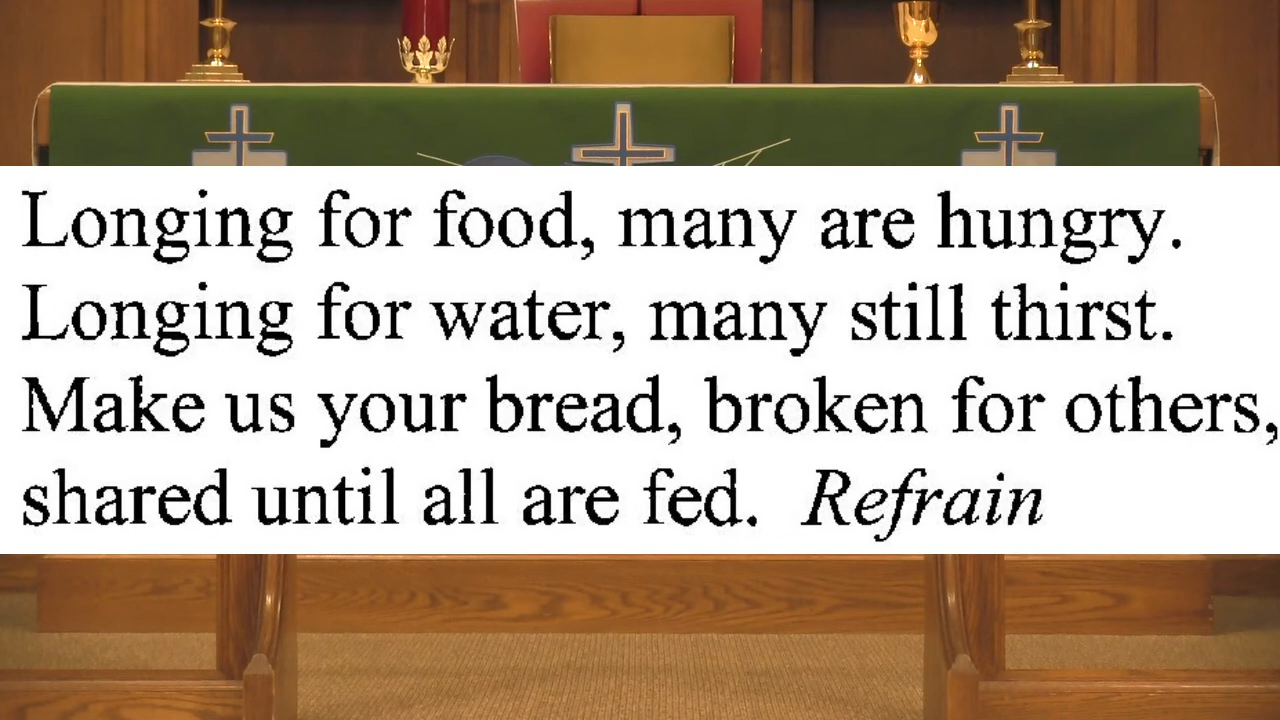 Longing for food, many are hungry.
Longing for water, many still thirst.
Make us your bread, broken for others,
shared until all are fed. Refrain